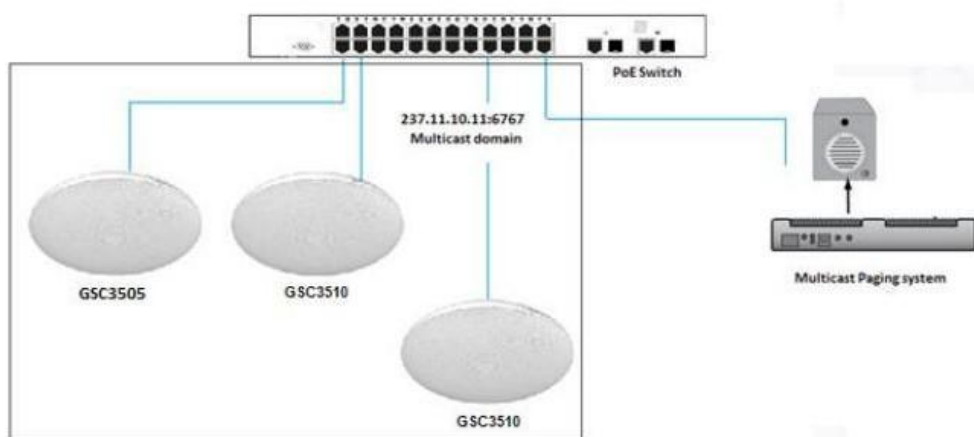 PoE Switch
237.11.10.11:6767
Multicast domain
GSC3505
GSC3510
GSC3510
Multicast Paging system